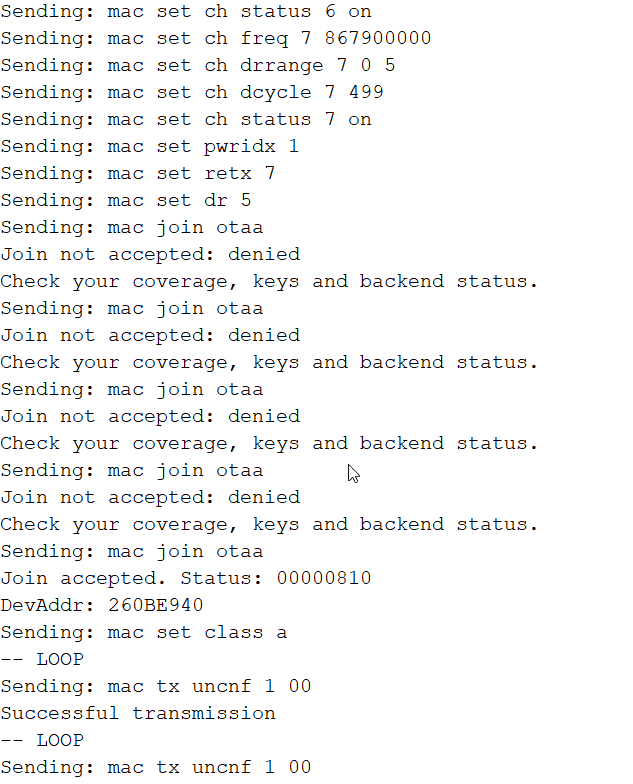 Sending: mac set ch status 6 on
Sending: mac set ch freq 7 867900000
Sending: mac set ch drrange 7 0 5
Sending: mac set ch dcycle 7 499
Sending: mac set ch status 7 on
Sending: mac set pwridx 1
Sending: mac set retx 7
Sending: mac set dr 5
Sending: mac join otaa
Join not accepted: denied
Check your coverage, keys and backend status.
Sending: mac join otaa
Join not accepted: denied
Check your coverage, keys and backend status.
Sending: mac join otaa
Join not accepted: denied
Check your coverage, keys and backend status.
Sending: mac join otaa
Join not accepted: denied
Check your coverage, keys and backend status.
Sending: mac join otaa
Join accepted. Status: 00000810
DevAddr: 260BE940
Sending: mac set class a
-- LOOP
Sending: mac tx uncnf 1 00
Successful transmission
-- LOOP
Sending: mac tx uncnf 1 00